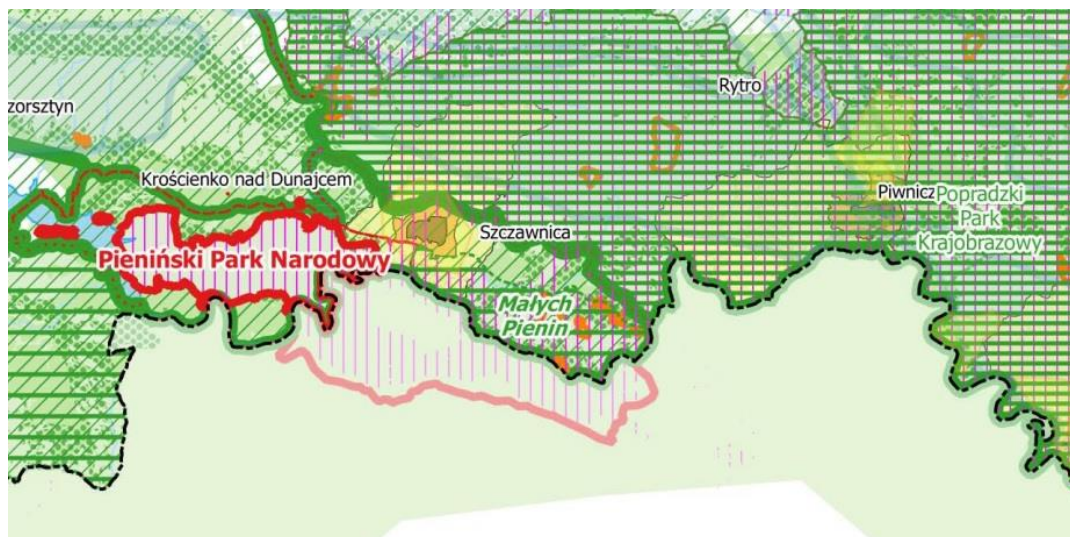 Rytro
zorsztyn
Krościenko nad Dunajcem
Piwnicz
Popradzki
Park
Krajobrazowy
Szczawnica
Pieniński Park Narodowy
Małych
Pienin